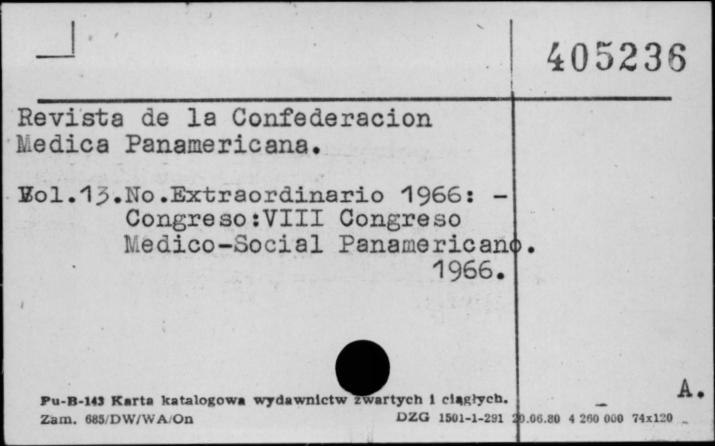 405236
Revista de la Confederacion
Medica Panamericana.
Vol.13.No.Extraordinario 1966: -
Congreso:VIII Congreso
Medico-Social Panamericano.
1966.
A.
Pu-B-143 Karta katalogowa wydawnictw zwartych i ciągłych.
Zam. 685/DW/WA/On DZG 1501-1-291 20.06.80 4 260 000 74x120